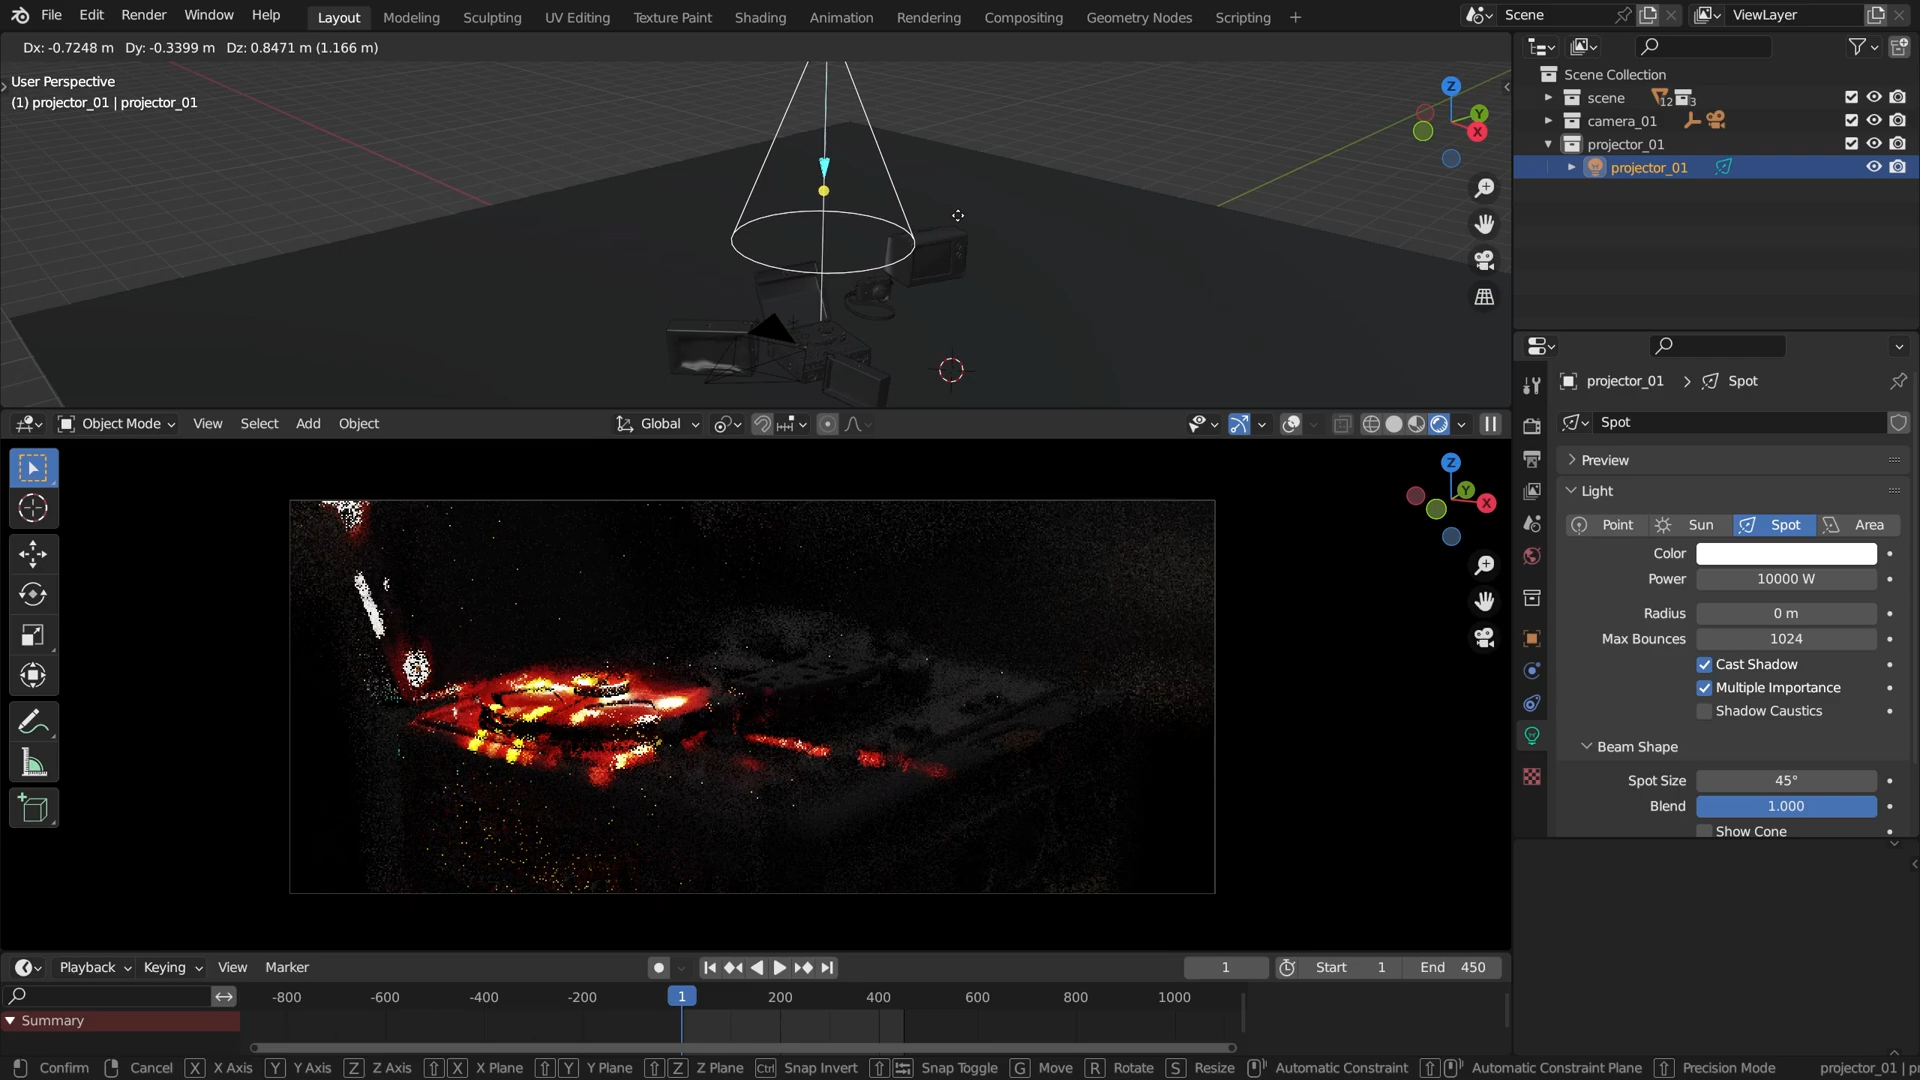 File Edit Render Window Help Layout Modeling Sculpting UV Editing Texture Paint Shading Animation Rendering Compositing Geometry Nodes Scripting + Scene ViewLayer
Dx: -0.7248 m Dy: -0.3399 m Dz: 0.8471 m (1.166 m)
User Perspective
(1) projector_01 | projector_01
Z
Y
X
Scene Collection
scene 12 3
camera_01
projector_01
projector_01
projector_01 > Spot
Spot
Preview
Light
Point Sun Spot Area
Color
Power 10000 W
Radius 0 m
Max Bounces 1024
Cast Shadow
Multiple Importance
Shadow Caustics
Beam Shape
Spot Size 45°
Blend 1.000
Show Cone
Object Mode View Select Add Object Global
Z
Y
X
Playback Keying View Marker 1 Start 1 End 450
-800 -600 -400 -200 1 200 400 600 800 1000
Summary
Confirm Cancel X X Axis Y Y Axis Z Z Axis X X Plane Y Y Plane Z Z Plane Ctrl Snap Invert Snap Toggle G Move R Rotate S Resize Automatic Constraint Automatic Constraint Plane Precision Mode projector_01 | pr